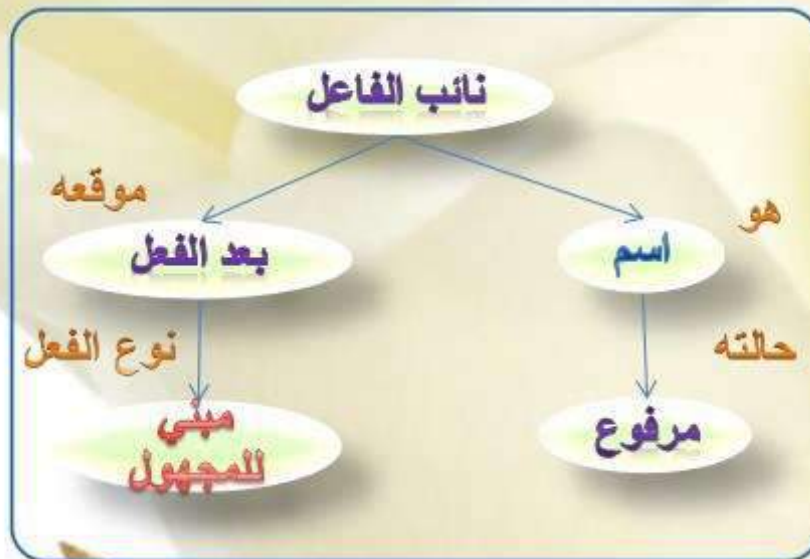 نائب الفاعل
هو
موقعه
اسم
بعد الفعل
حالته
نوع الفعل
مرفوع
مبني
للمجهول